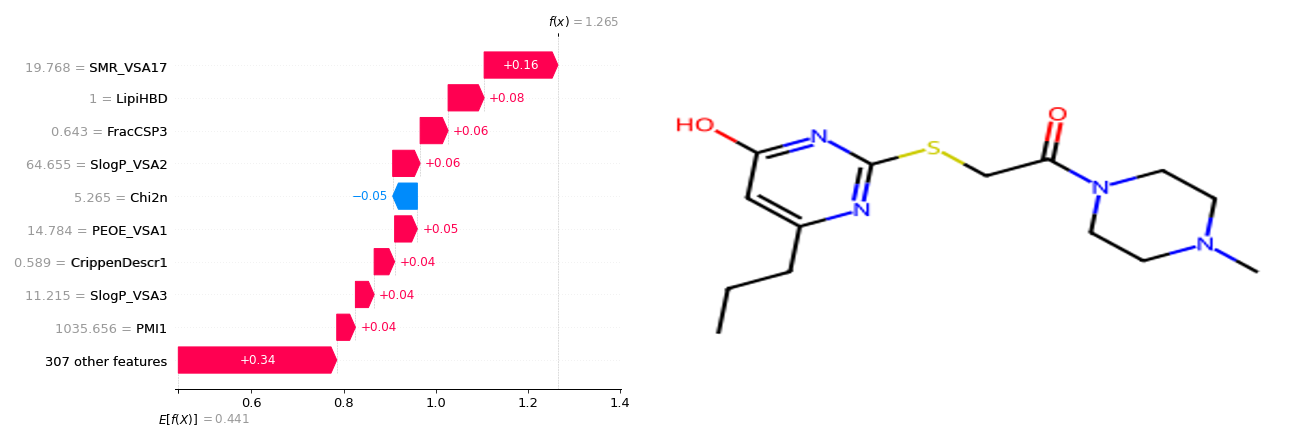 f(x) = 1.265
19.768 = SMR_VSA17
+0.16
1 = LipiHBD
+0.08
0.643 = FracCSP3
+0.06
64.655 = SlogP_VSA2
+0.06
5.265 = Chi2n
−0.05
14.784 = PEOE_VSA1
+0.05
0.589 = CrippenDescr1
+0.04
11.215 = SlogP_VSA3
+0.04
1035.656 = PMI1
+0.04
307 other features
+0.34
0.6 0.8 1.0 1.2 1.4
E[f(X)] = 0.441
O
HO
N
S
N
N
N